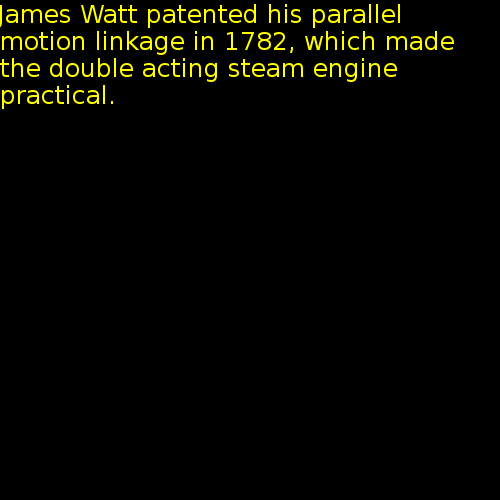 James Watt patented his parallel
motion linkage in 1782, which made
the double acting steam engine
practical.